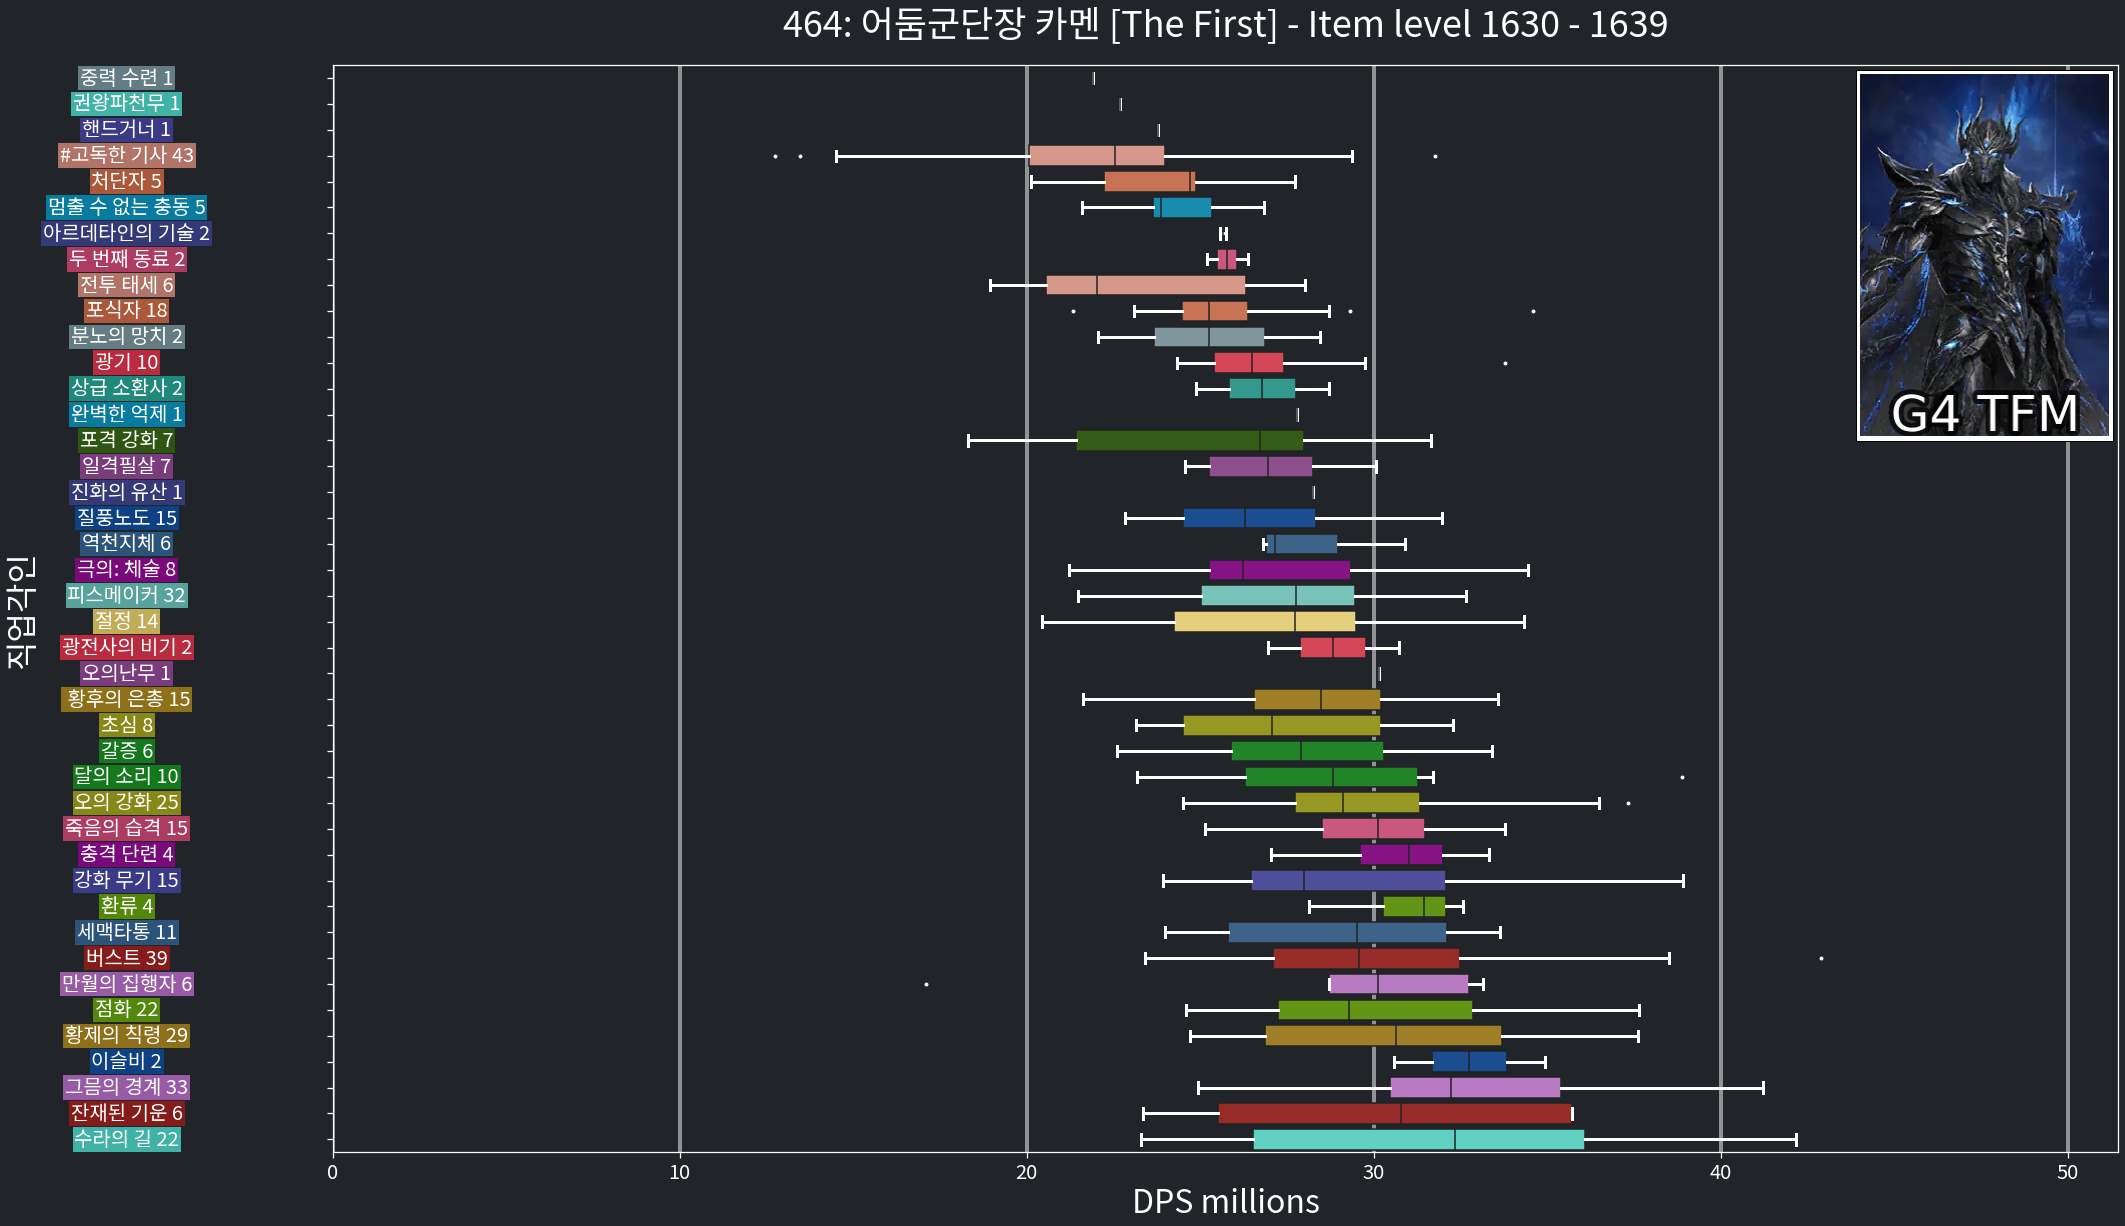 464: 어둠군단장 카멘 [The First] - Item level 1630 - 1639
중력 수련 1
권왕파천무 1
핸드거너 1
#고독한 기사 43
처단자 5
멈출 수 없는 충동 5
아르데타인의 기술 2
두 번째 동료 2
전투 태세 6
포식자 18
분노의 망치 2
광기 10
상급 소환사 2
완벽한 억제 1
포격 강화 7
일격필살 7
진화의 유산 1
질풍노도 15
역천지체 6
극의: 체술 8
피스메이커 32
절정 14
광전사의 비기 2
오의난무 1
황후의 은총 15
초심 8
갈증 6
달의 소리 10
오의 강화 25
죽음의 습격 15
충격 단련 4
강화 무기 15
환류 4
세맥타통 11
버스트 39
만월의 집행자 6
점화 22
황제의 칙령 29
이슬비 2
그믐의 경계 33
잔재된 기운 6
수라의 길 22
직업각인
G4 TFM
0 10 20 30 40 50
DPS millions